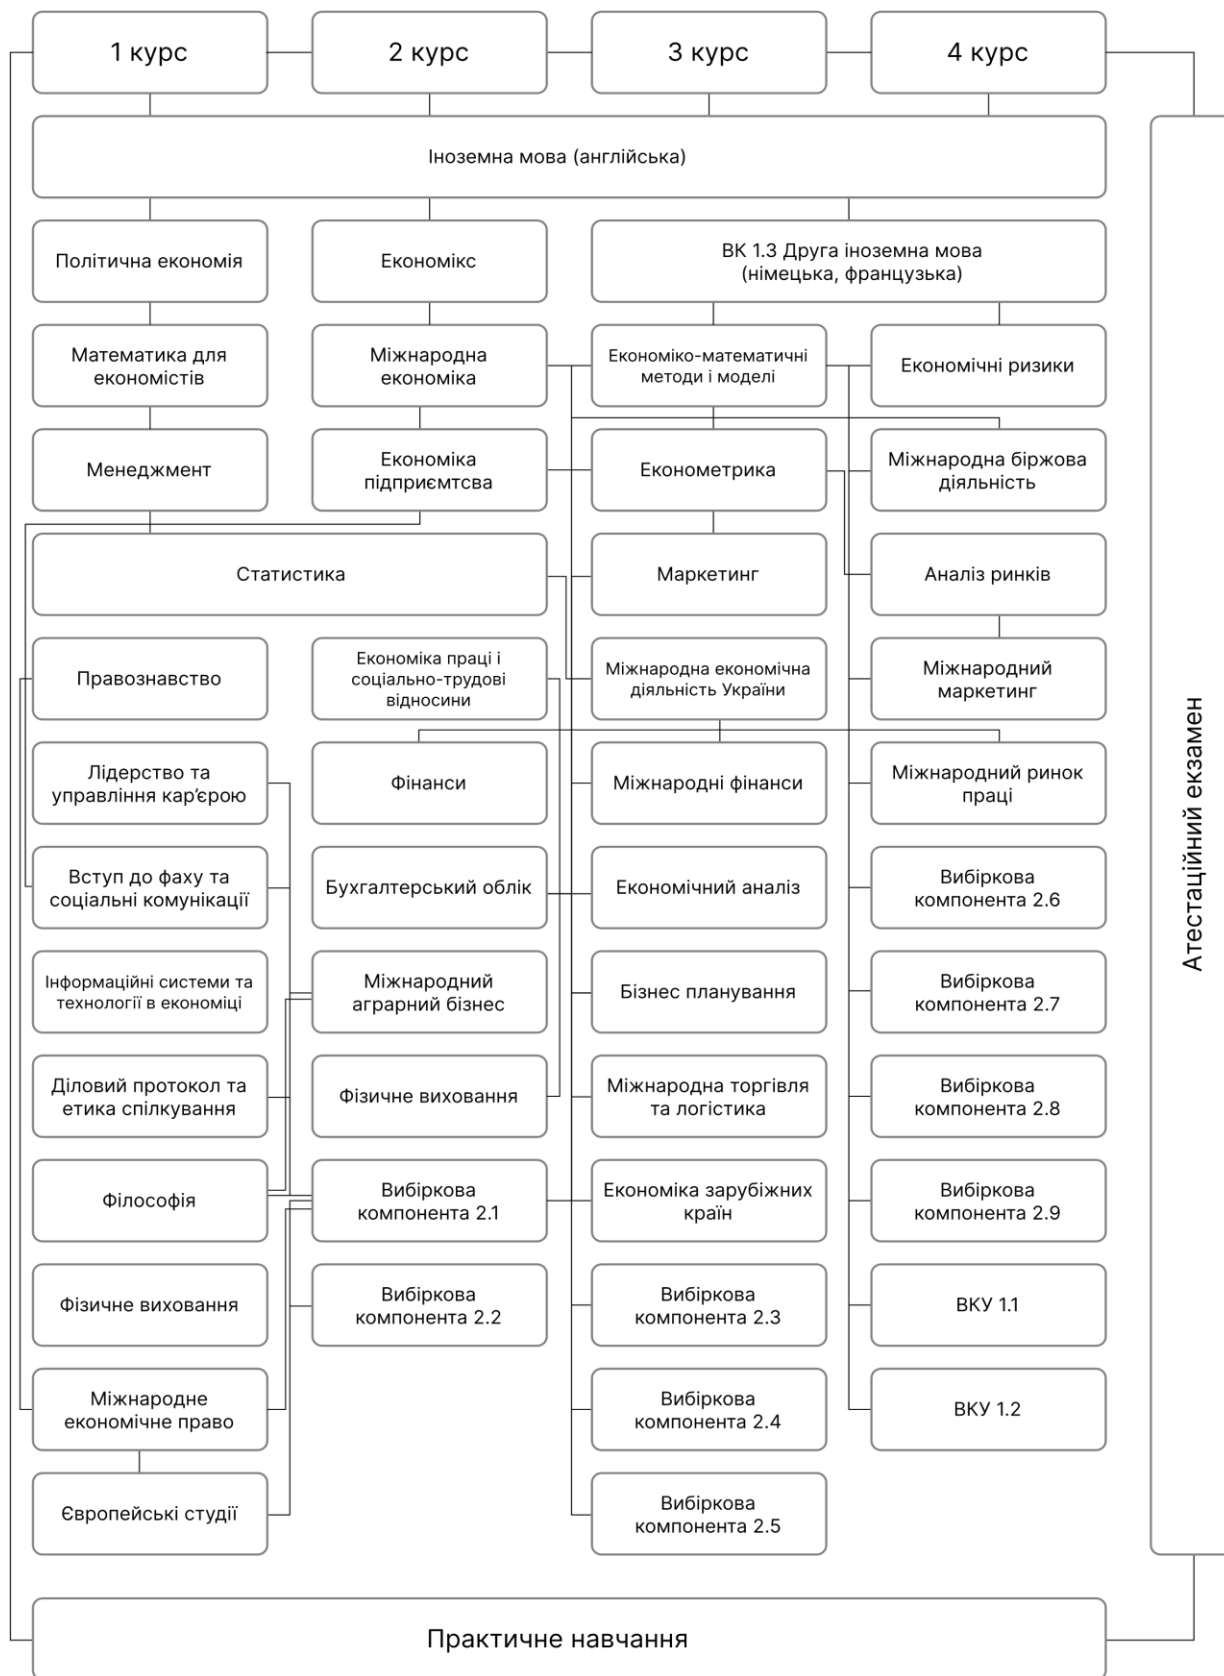 1 курс
2 курс
3 курс
4 курс
Іноземна мова (англійська)
Політична економія
Економікс
ВК 1.3 Друга іноземна мова
(німецька, французька)
Математика для
економістів
Міжнародна
економіка
Економіко-математичні
методи і моделі
Економічні ризики
Менеджмент
Економіка
підприємтсва
Економетрика
Міжнародна біржова
діяльність
Статистика
Маркетинг
Аналіз ринків
Правознавство
Економіка праці і
соціально-трудові
відносини
Міжнародна економічна
діяльність України
Міжнародний
маркетинг
Лідерство та
управління кар’єрою
Фінанси
Міжнародні фінанси
Міжнародний ринок
праці
Вступ до фаху та
соціальні комунікації
Бухгалтерський облік
Економічний аналіз
Вибіркова
компонента 2.6
Інформаційні системи та
технології в економіці
Міжнародний
аграрний бізнес
Бізнес планування
Вибіркова
компонента 2.7
Діловий протокол та
етика спілкування
Фізичне виховання
Міжнародна торгівля
та логістика
Вибіркова
компонента 2.8
Філософія
Вибіркова
компонента 2.1
Економіка зарубіжних
країн
Вибіркова
компонента 2.9
Фізичне виховання
Вибіркова
компонента 2.2
Вибіркова
компонента 2.3
ВКУ 1.1
Міжнародне
економічне право
Вибіркова
компонента 2.4
ВКУ 1.2
Європейські студії
Вибіркова
компонента 2.5
Атестаційний екзамен
Практичне навчання